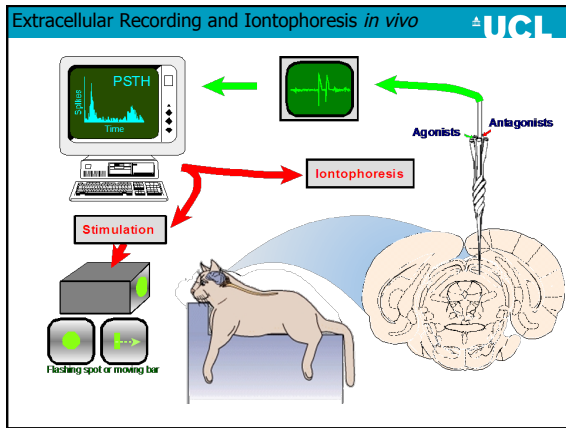 Extracellular Recording and Iontophoresis in vivo
UCL
PSTH
Spikes
Time
Agonists
Antagonists
Iontophoresis
Stimulation
Flashing spot or moving bar